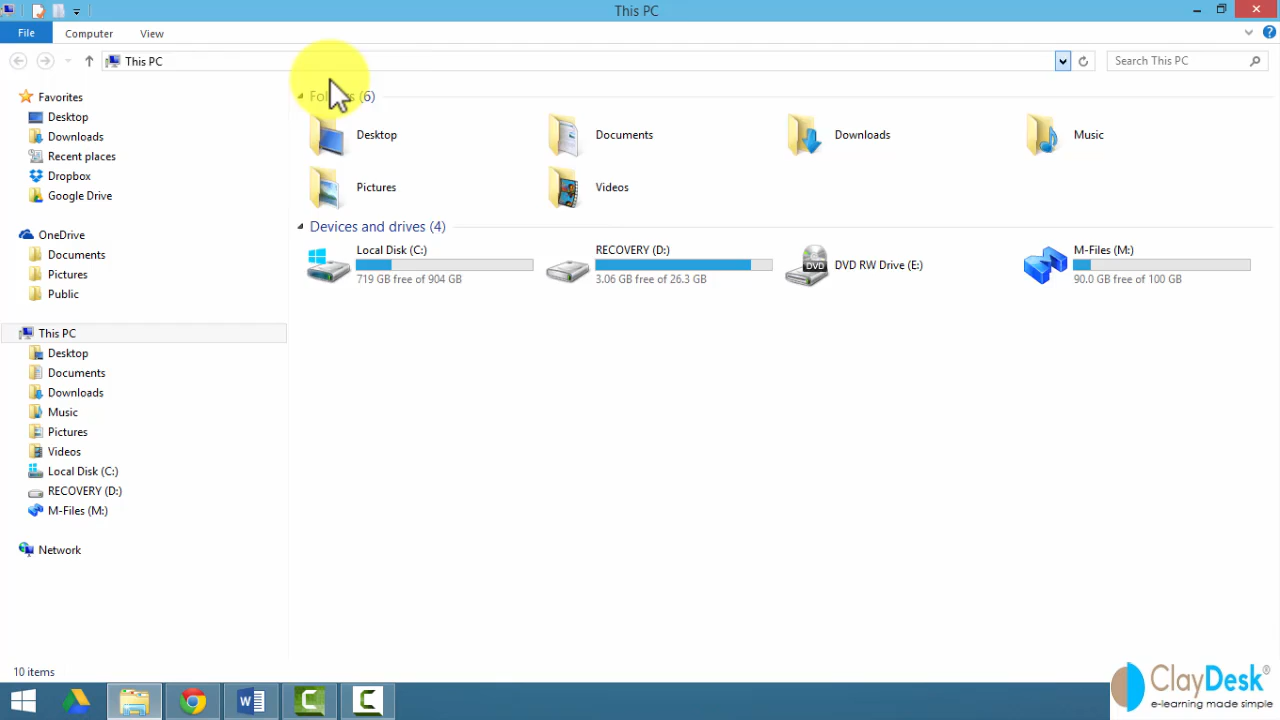 This PC
File
Computer
View
This PC
Search This PC
Favorites
Desktop
Downloads
Recent places
Dropbox
Google Drive
OneDrive
Documents
Pictures
Public
This PC
Desktop
Documents
Downloads
Music
Pictures
Videos
Local Disk (C:)
RECOVERY (D:)
M-Files (M:)
Network
Folders (6)
Desktop
Documents
Downloads
Music
Pictures
Videos
Devices and drives (4)
Local Disk (C:)
719 GB free of 904 GB
RECOVERY (D:)
3.06 GB free of 26.3 GB
DVD
DVD RW Drive (E:)
M-Files (M:)
90.0 GB free of 100 GB
10 items
ClayDesk®
e-learning made simple